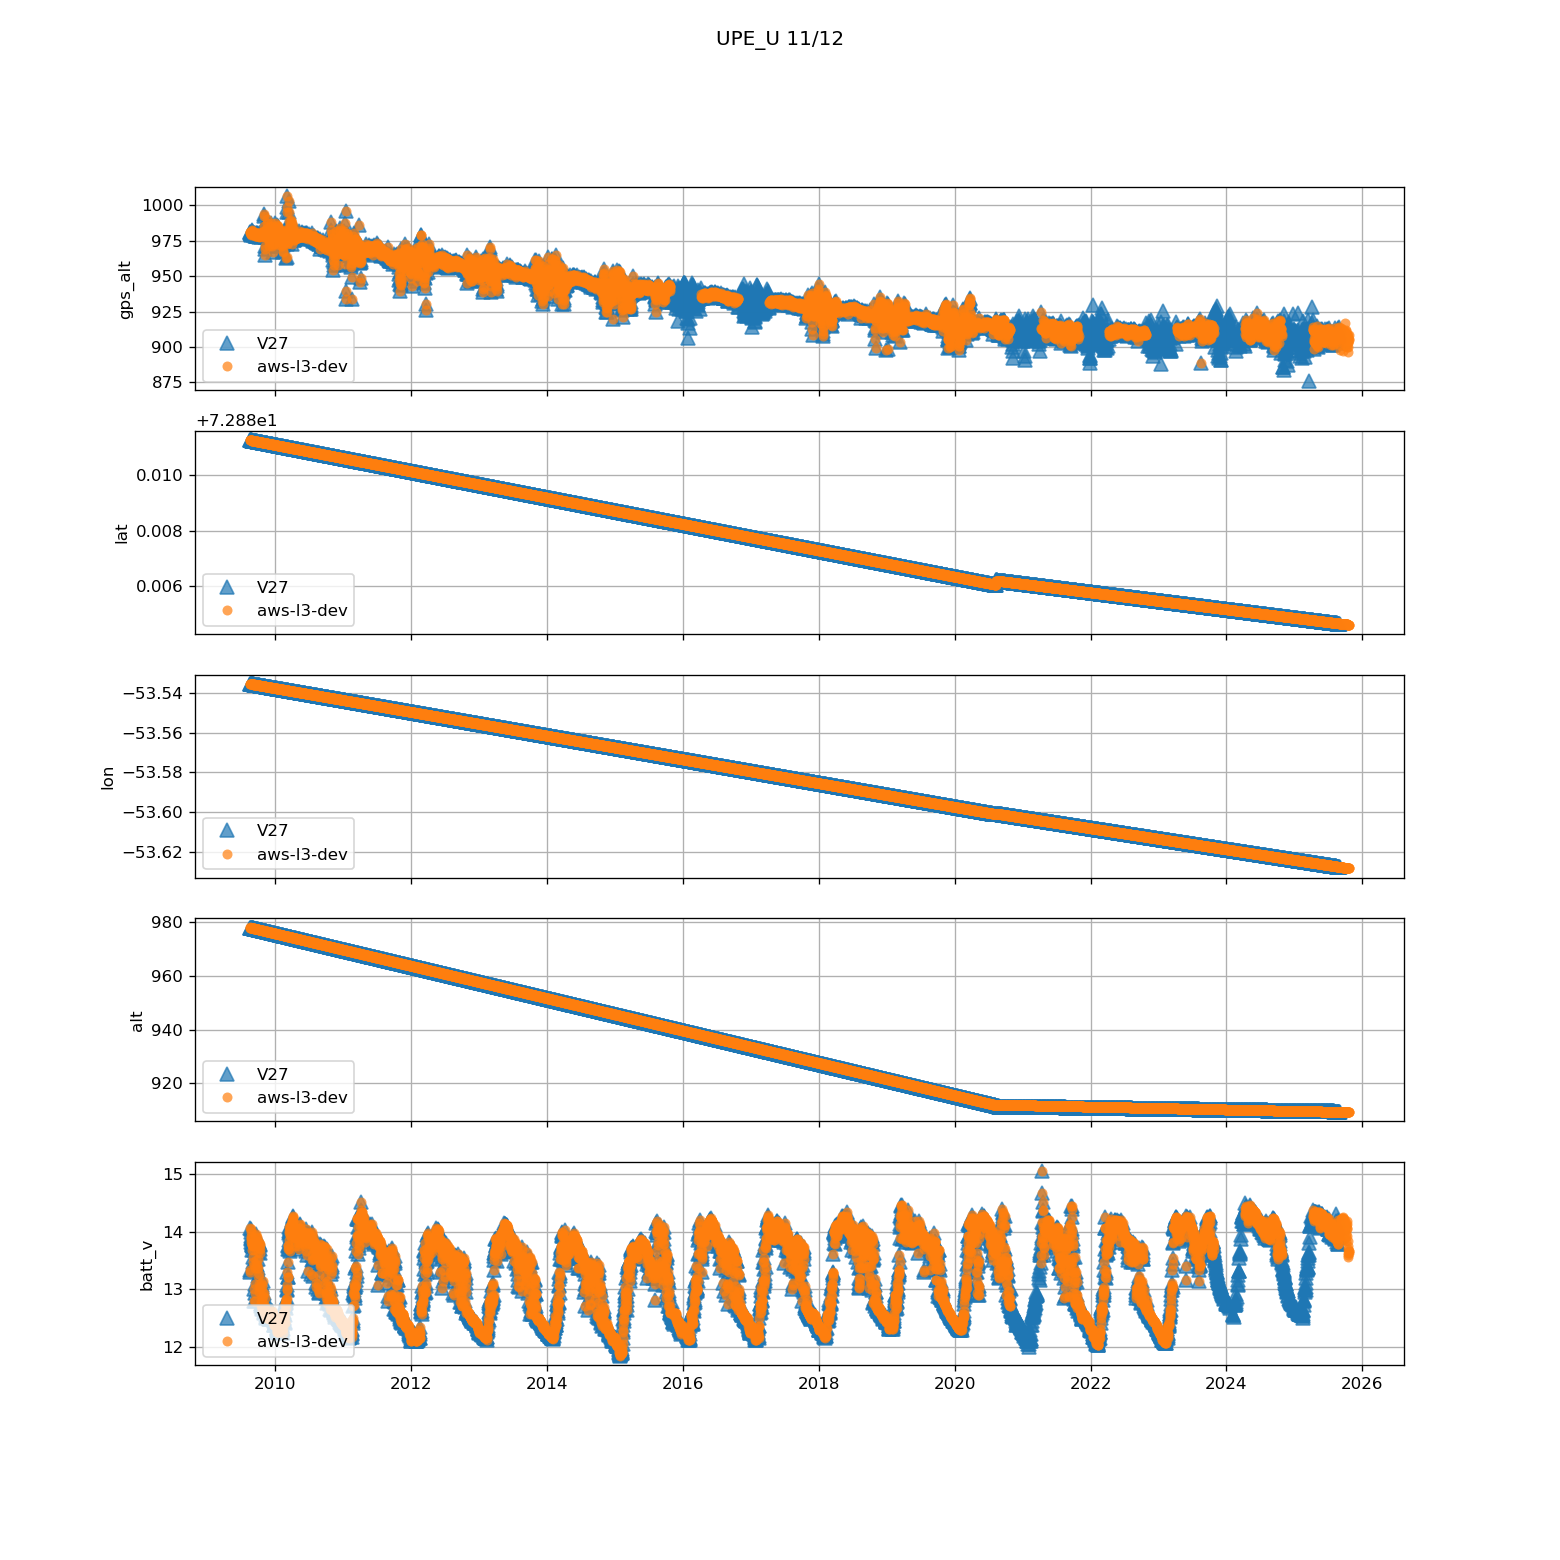 UPE_U 11/12
1000
975
950
925
900
875
gps_alt
V27
aws-l3-dev
+7.288e1
0.010
0.008
0.006
lat
V27
aws-l3-dev
−53.54
−53.56
−53.58
−53.60
−53.62
lon
V27
aws-l3-dev
980
960
940
920
alt
V27
aws-l3-dev
15
14
13
12
batt_v
V27
aws-l3-dev
2010 2012 2014 2016 2018 2020 2022 2024 2026